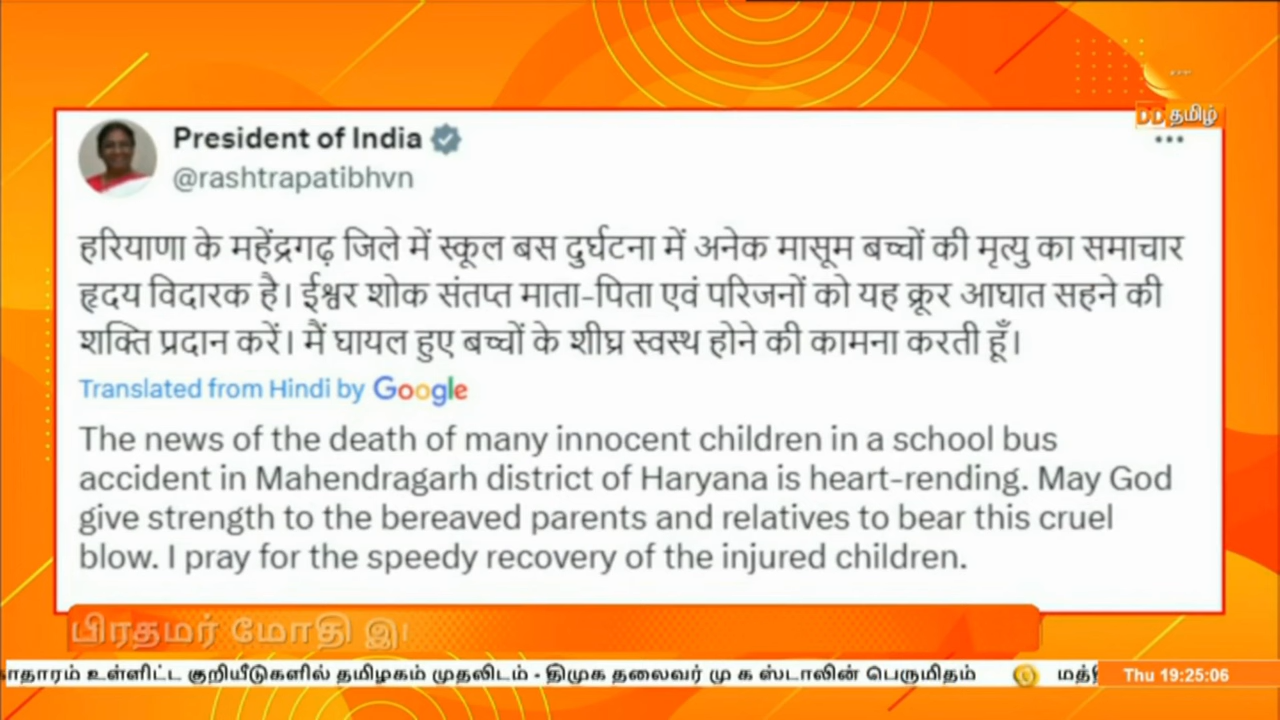 DD தமிழ்
President of India
@rashtrapatibhvn
हरियाणा के महेंद्रगढ़ जिले में स्कूल बस दुर्घटना में अनेक मासूम बच्चों की मृत्यु का समाचार
हृदय विदारक है। ईश्वर शोक संतप्त माता-पिता एवं परिजनों को यह क्रूर आघात सहने की
शक्ति प्रदान करें। मैं घायल हुए बच्चों के शीघ्र स्वस्थ होने की कामना करती हूँ।
Translated from Hindi by Google
The news of the death of many innocent children in a school bus
accident in Mahendragarh district of Haryana is heart-rending. May God
give strength to the bereaved parents and relatives to bear this cruel
blow. I pray for the speedy recovery of the injured children.
பிரதமர் மோதி
உள்ளிட்ட குறியீடுகளில் தமிழகம் முதலிடம் - திமுக தலைவர் மு க ஸ்டாலின் பெருமிதம்
Thu 19:25:06